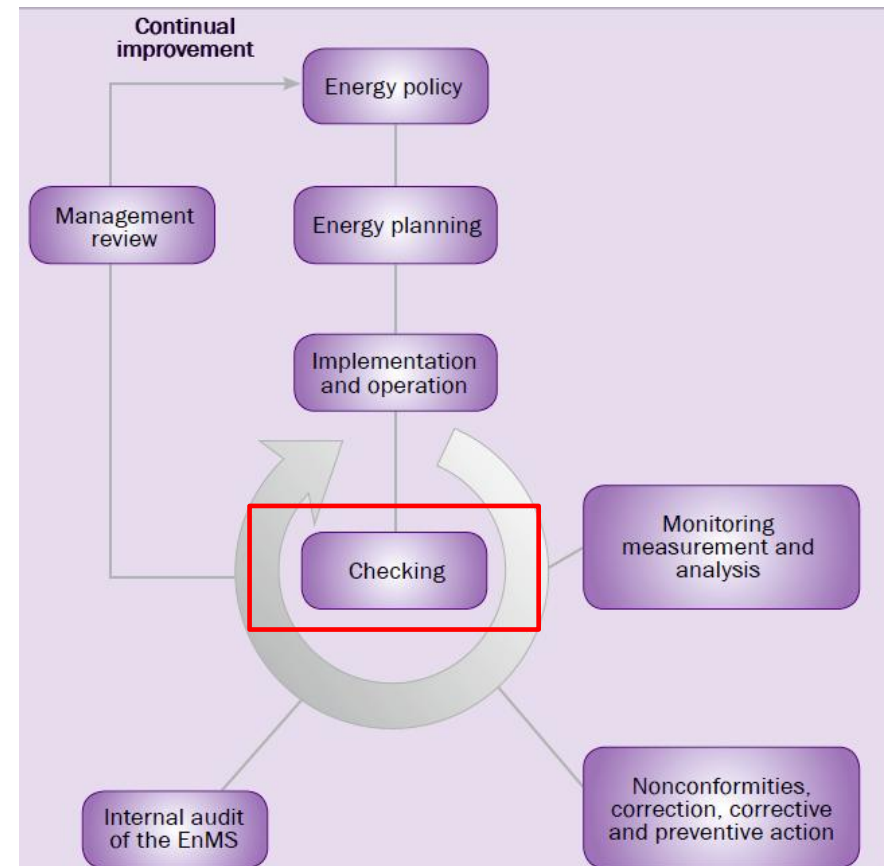 Continual
improvement
Energy policy
Management
review
Energy planning
Implementation
and operation
Checking
Monitoring
measurement and
analysis
Internal audit
of the EnMS
Nonconformities,
correction, corrective
and preventive action